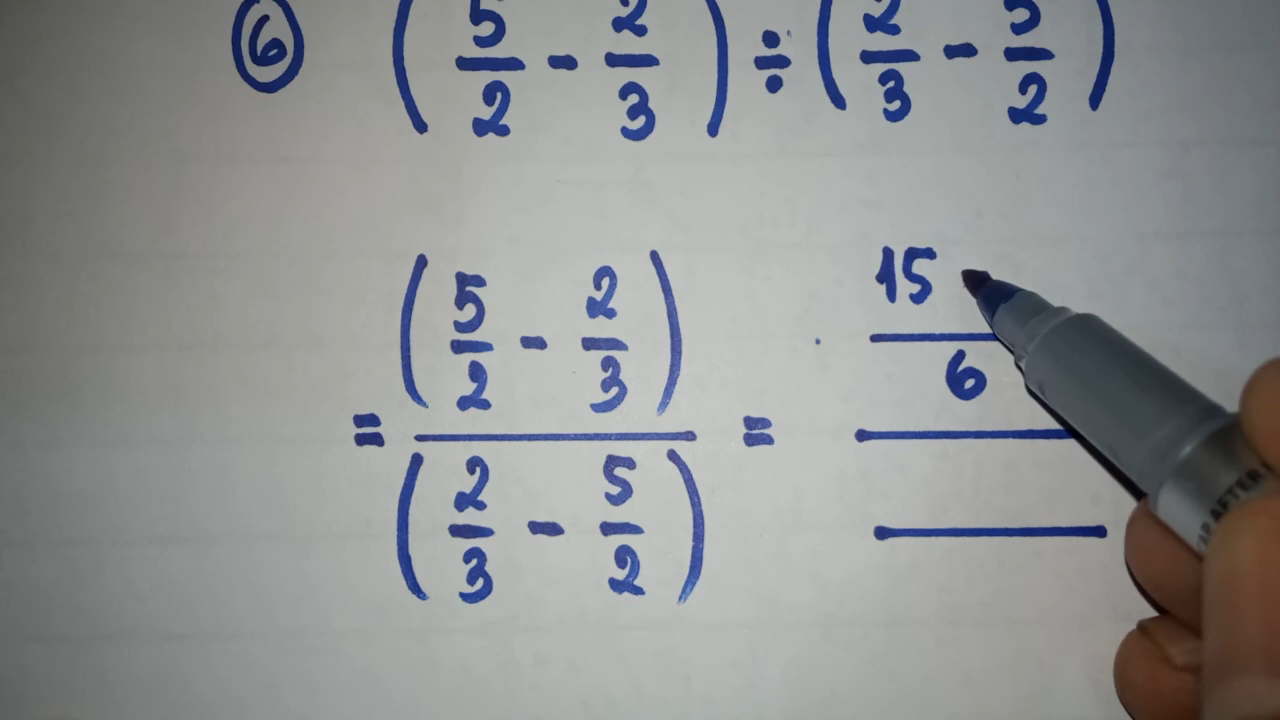 ⑥ (5/2 - 2/3) ÷ (2/3 - 5/2)
= (5/2 - 2/3) / (2/3 - 5/2) = 15 / 6